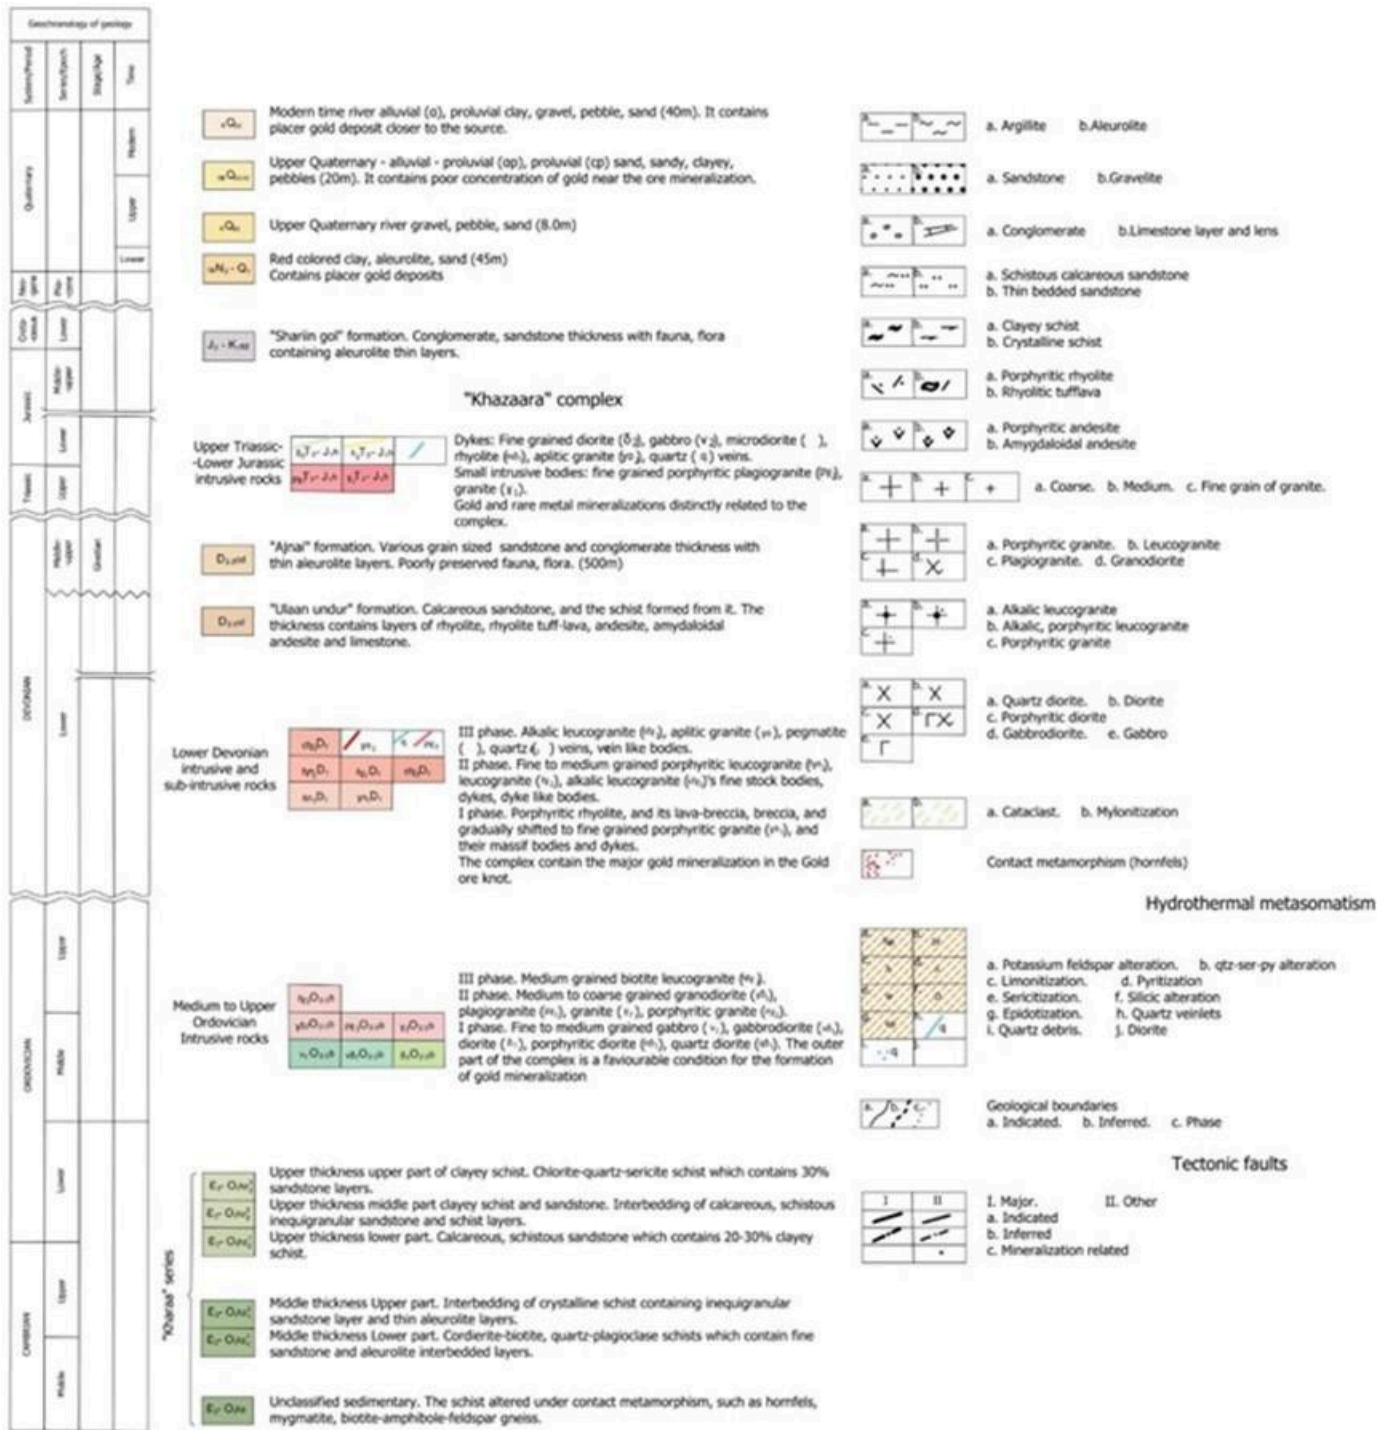 Geochronology of geology
System/Period
Series/Epoch
Stage/Age
Time
Quaternary
Modern
Upper
Lower
Lower
Jurassic
Middle-
Lower
Triassic
Upper
DEVONIAN
Middle-
upper
Givetian
Lower
ORDOVICIAN
Upper
Middle
Lower
CAMBRIAN
Upper
Middle
Modern time river alluvial (o), proluvial clay, gravel, pebble, sand (40m). It contains
placer gold deposit closer to the source.
Upper Quaternary - alluvial - proluvial (op), proluvial (cp) sand, sandy, clayey,
pebbles (20m). It contains poor concentration of gold near the ore mineralization.
Upper Quaternary river gravel, pebble, sand (8.0m)
Red colored clay, aleurolite, sand (45m)
Contains placer gold deposits
"Shariin gol" formation. Conglomerate, sandstone thickness with fauna, flora
containing aleurolite thin layers.
"Khazaara" complex
Upper Triassic-
-Lower Jurassic
intrusive rocks
Dykes: Fine grained diorite, gabbro, microdiorite ( ),
rhyolite, aplitic granite, quartz ( q ) veins.
Small intrusive bodies: fine grained porphyric plagiogranite,
granite
Gold and rare metal mineralizations distinctly related to the
complex.
"Ajnai" formation. Various grain sized sandstone and conglomerate thickness with
thin aleurolite layers. Poorly preserved fauna, flora. (500m)
"Ulaan undur" formation. Calcareous sandstone, and the schist formed from it. The
thickness contains layers of rhyolite, rhyolite tuff-lava, andesite, amydaloidal
andesite and limestone.
Lower Devonian
intrusive and
sub-intrusive rocks
III phase. Alkalic leucogranite, aplitic granite, pegmatite
( ), quartz veins, vein like bodies.
II phase. Fine to medium grained porphyric leucogranite,
leucogranite, alkalic leucogranite 's fine stock bodies,
dykes, dyke like bodies.
I phase. Porphyritic rhyolite, and its lava-breccia, breccia, and
gradually shifted to fine grained porphyric granite, and
their massif bodies and dykes.
The complex contain the major gold mineralization in the Gold
ore knot.
Medium to Upper
Ordovician
Intrusive rocks
III phase. Medium grained biotite leucogranite
II phase. Medium to coarse grained granodiorite,
plagiogranite, granite, porphyric granite
I phase. Fine to medium grained gabbro, gabbrodiorite,
diorite, porphyric diorite, quartz diorite. The outer
part of the complex is a faviourable condition for the formation
of gold mineralization
"Kharaa" series
Upper thickness upper part of clayey schist. Chlorite-quartz-sericite schist which contains 30%
sandstone layers.
Upper thickness middle part clayey schist and sandstone. Interbedding of calcareous, schistous
inequigranular sandstone and schist layers.
Upper thickness lower part. Calcareous, schistous sandstone which contains 20-30% clayey
schist.
Middle thickness Upper part. Interbedding of crystalline schist containing inequigranular
sandstone layer and thin aleurolite layers.
Middle thickness Lower part. Cordierite-biotite, quartz-plagioclase schists which contain fine
sandstone and aleurolite interbedded layers.
Unclassified sedimentary. The schist altered under contact metamorphism, such as hornfels,
mygmatite, biotite-amphibole-feldspar gneiss.
a. Argillite b.Aleurolite
a. Sandstone b.Gravelite
a. Conglomerate b.Limestone layer and lens
a. Schistous calcareous sandstone
b. Thin bedded sandstone
a. Clayey schist
b. Crystalline schist
a. Porphyritic rhyolite
b. Rhyolitic tufflava
a. Porphyritic andesite
b. Amygdaloidal andesite
a. Coarse. b. Medium. c. Fine grain of granite.
a. Porphyritic granite. b. Leucogranite
c. Plagiogranite. d. Granodiorite
a. Alkalic leucogranite
b. Alkalic, porphyritic leucogranite
c. Porphyritic granite
a. Quartz diorite. b. Diorite
c. Porphyritic diorite
d. Gabbrodiorite. e. Gabbro
a. Cataclast. b. Mylonitization
Contact metamorphism (hornfels)
Hydrothermal metasomatism
a. Potassium feldspar alteration. b. qtz-ser-py alteration
c. Limonitization. d. Pyritization
e. Sericitization. f. Silicic alteration
g. Epidotization. h. Quartz veinlets
i. Quartz debris. j. Diorite
Geological boundaries
a. Indicated. b. Inferred. c. Phase
Tectonic faults
I II
I. Major. II. Other
a. Indicated
b. Inferred
c. Mineralization related